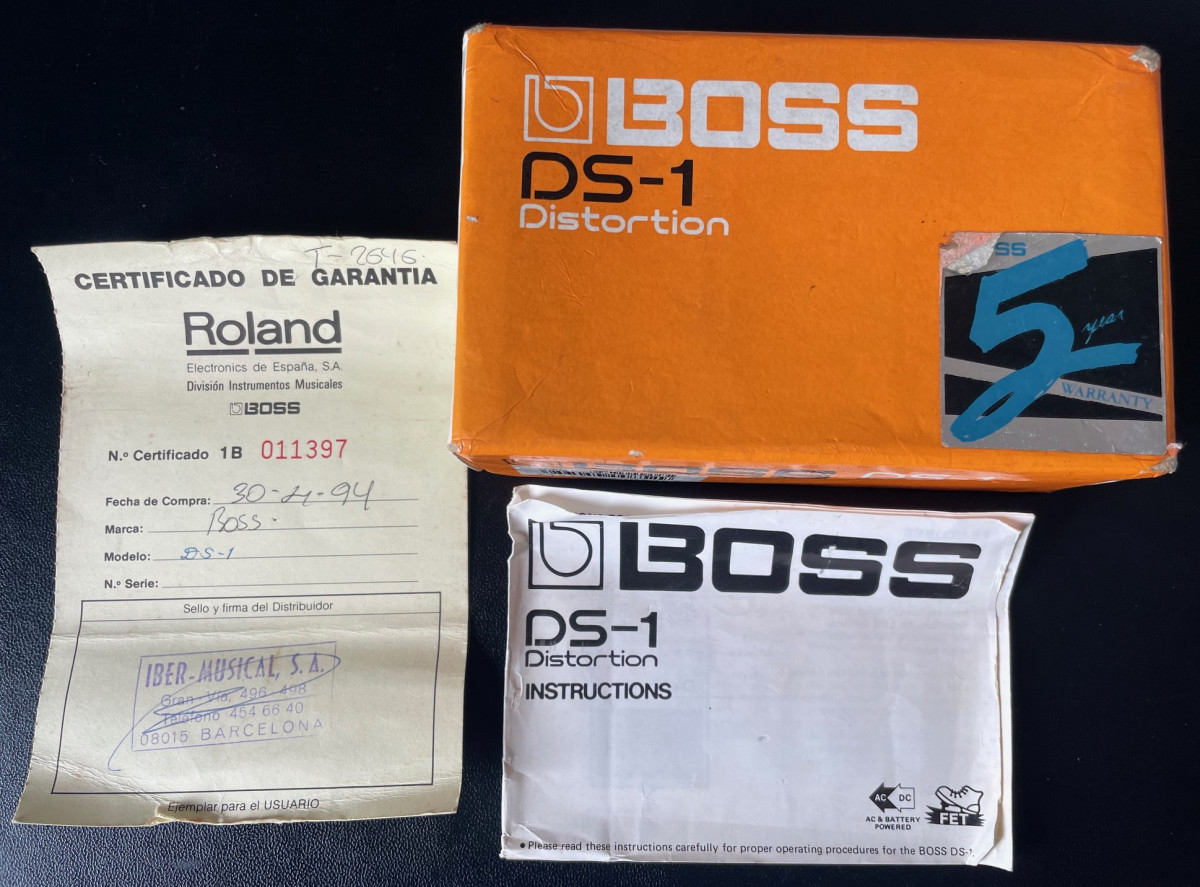 BOSS
DS-1
Distortion
SS
5
year
WARRANTY
T-2646.
CERTIFICADO DE GARANTIA
Roland
Electronics de España, S.A.
División Instrumentos Musicales
BOSS
N.º Certificado 1B 011397
Fecha de Compra: 30-4-94
Marca: Boss.
Modelo: DS-1
N.º Serie:
Sello y firma del Distribuidor
IBER-MUSICAL, S. A.
Gran-Vía, 496-498
Teléfono 454 66 40
08015 BARCELONA
Ejemplar para el USUARIO
BOSS
DS-1
Distortion
INSTRUCTIONS
AC DC
AC & BATTERY
POWERED
FET
• Please read these instructions carefully for proper operating procedures for the BOSS DS-1.